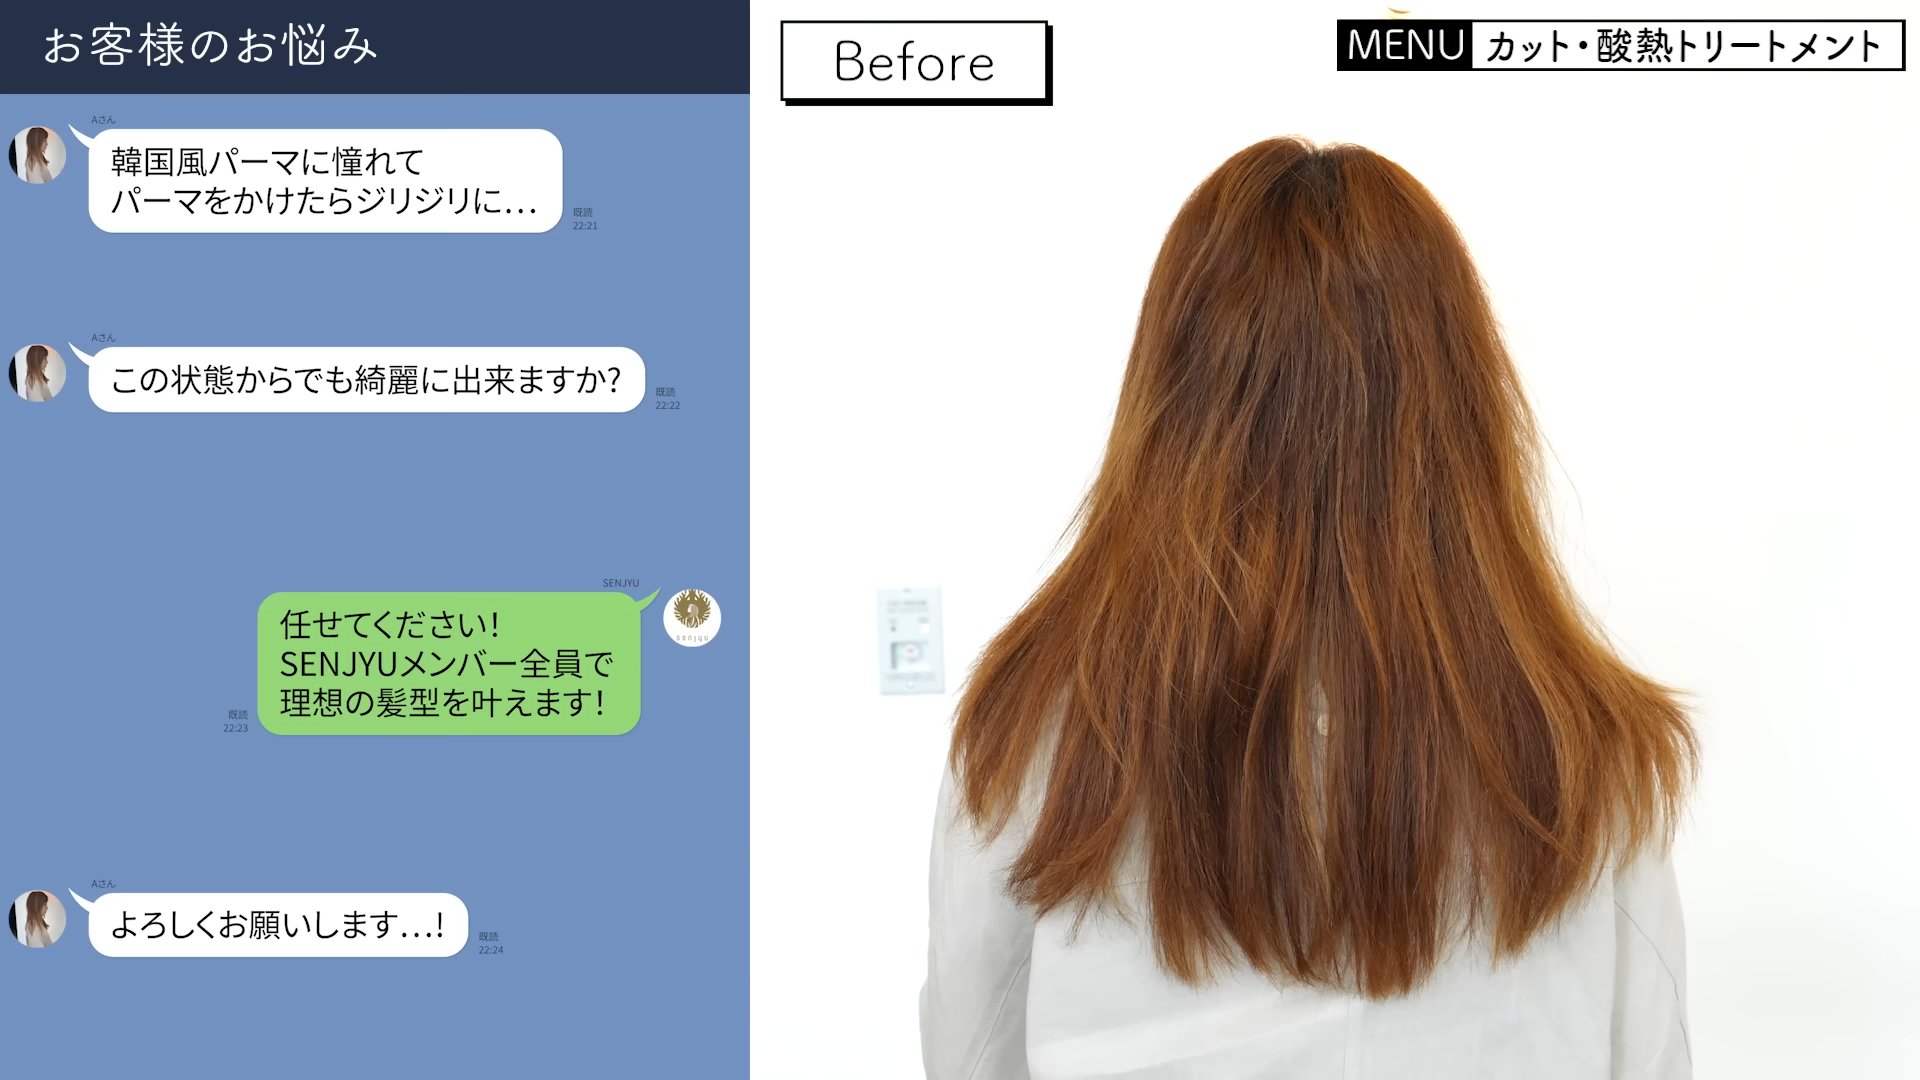 お客様のお悩み
Aさん
韓国風パーマに憧れて
パーマをかけたらジリジリに…
既読
22:21
Aさん
この状態からでも綺麗に出来ますか?
既読
22:22
SENJYU
任せてください!
SENJYUメンバー全員で
理想の髪型を叶えます!
既読
22:23
senjyu
Aさん
よろしくお願いします…!
既読
22:24
Before
MENU カット・酸熱トリートメント